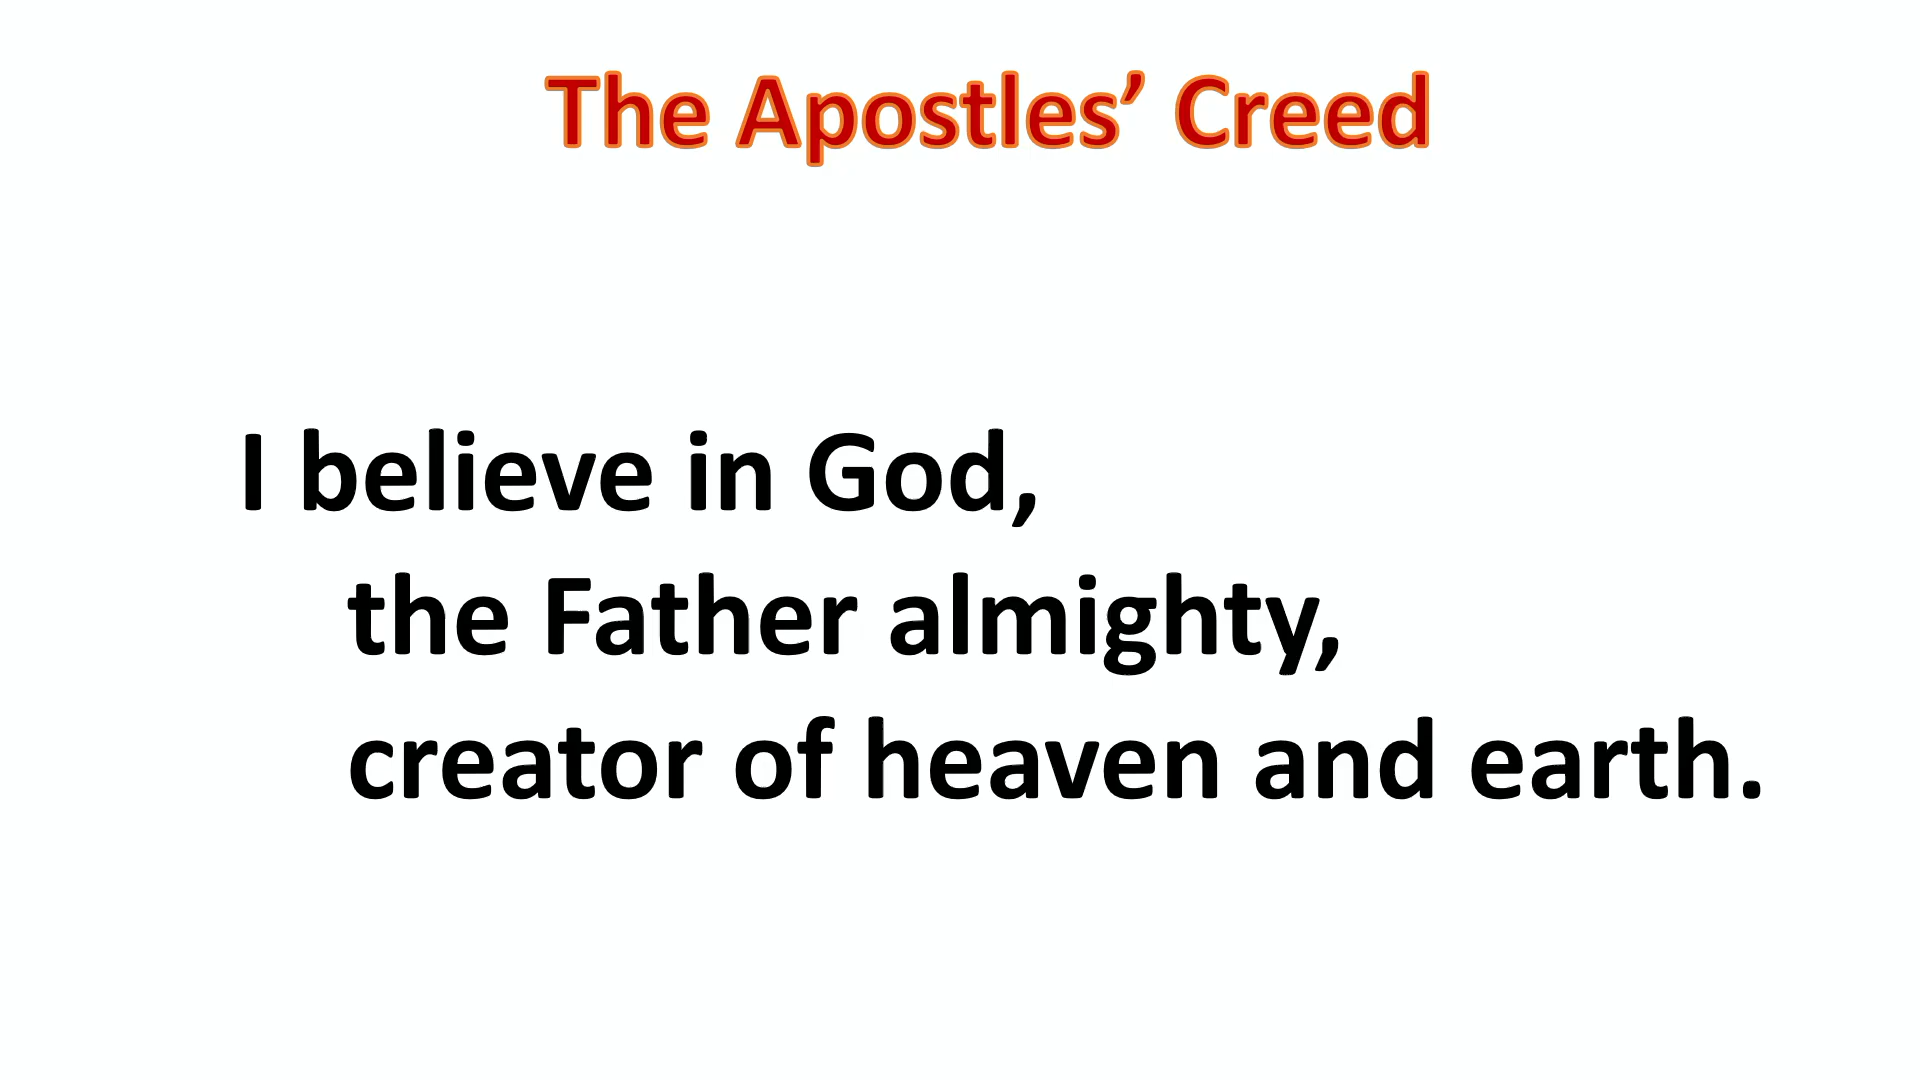 The Apostles’ Creed
I believe in God,
the Father almighty,
creator of heaven and earth.